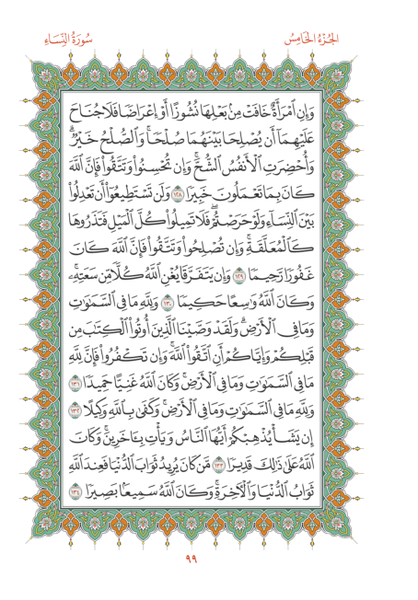 الجُزْءُ الخَامِسُ
سُورَةُ النِّسَاءِ
وَإِنِ ٱمْرَأَةٌ خَافَتْ مِنۢ بَعْلِهَا نُشُوزًا أَوْ إِعْرَاضًا فَلَا جُنَاحَ
عَلَيْهِمَآ أَن يُصْلِحَا بَيْنَهُمَا صُلْحًاۚ وَٱلصُّلْحُ خَيْرٌۗ
وَأُحْضِرَتِ ٱلْأَنفُسُ ٱلشُّحَّۚ وَإِن تُحْسِنُوا۟ وَتَتَّقُوا۟ فَإِنَّ ٱللَّهَ
كَانَ بِمَا تَعْمَلُونَ خَبِيرًا ١٢٨ وَلَن تَسْتَطِيعُوٓا۟ أَن تَعْدِلُوا۟
بَيْنَ ٱلنِّسَآءِ وَلَوْ حَرَصْتُمْۖ فَلَا تَمِيلُوا۟ كُلَّ ٱلْمَيْلِ فَتَذَرُوهَا
كَٱلْمُعَلَّقَةِۚ وَإِن تُصْلِحُوا۟ وَتَتَّقُوا۟ فَإِنَّ ٱللَّهَ كَانَ
غَفُورًا رَّحِيمًا ١٢٩ وَإِن يَتَفَرَّقَا يُغْنِ ٱللَّهُ كُلًّا مِّن سَعَتِهِۦۚ
وَكَانَ ٱللَّهُ وَٰسِعًا حَكِيمًا ١٣٠ وَلِلَّهِ مَا فِى ٱلسَّمَٰوَٰتِ
وَمَا فِى ٱلْأَرْضِۗ وَلَقَدْ وَصَّيْنَا ٱلَّذِينَ أُوتُوا۟ ٱلْكِتَٰبَ مِن
قَبْلِكُمْ وَإِيَّاكُمْ أَنِ ٱتَّقُوا۟ ٱللَّهَۚ وَإِن تَكْفُرُوا۟ فَإِنَّ لِلَّهِ
مَا فِى ٱلسَّمَٰوَٰتِ وَمَا فِى ٱلْأَرْضِۚ وَكَانَ ٱللَّهُ غَنِيًّا حَمِيدًا ١٣١
وَلِلَّهِ مَا فِى ٱلسَّمَٰوَٰتِ وَمَا فِى ٱلْأَرْضِۚ وَكَفَىٰ بِٱللَّهِ وَكِيلًا ١٣٢
إِن يَشَأْ يُذْهِبْكُمْ أَيُّهَا ٱلنَّاسُ وَيَأْتِ بِـَٔاخَرِينَۚ وَكَانَ
ٱللَّهُ عَلَىٰ ذَٰلِكَ قَدِيرًا ١٣٣ مَّن كَانَ يُرِيدُ ثَوَابَ ٱلدُّنْيَا فَعِندَ ٱللَّهِ
ثَوَابُ ٱلدُّنْيَا وَٱلْـَٔاخِرَةِۚ وَكَانَ ٱللَّهُ سَمِيعًۢا بَصِيرًا ١٣٤
٩٩